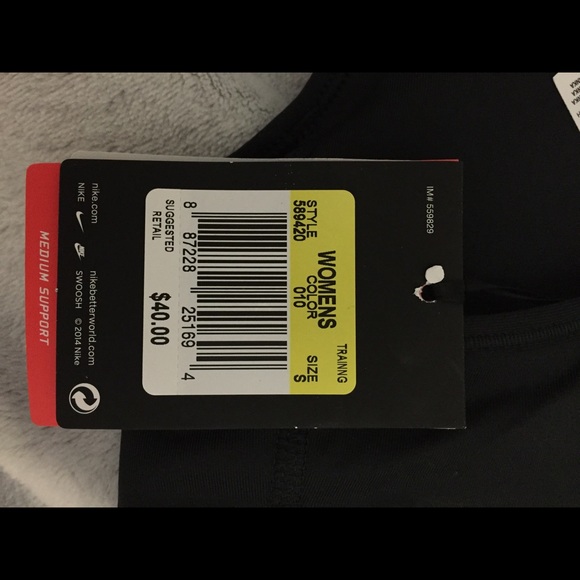 TRAINNG
WOMENS
STYLE
589420
COLOR
010
SIZE
S
8 87228 25169 4
SUGGESTED
RETAIL
$40.00
IM# 559829
nike.com
NIKE
nikebetterworld.com
SWOOSH © 2014 Nike
MEDIUM SUPPORT